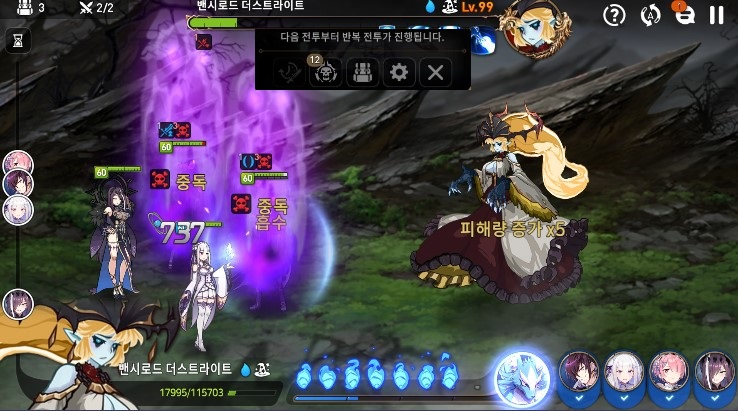 3
2/2
밴시로드 더스트라이트
Lv.99
다음 전투부터 반복 전투가 진행됩니다.
12
60
60
60
중독
중독
흡수
737
피해량 증가 x5
밴시로드 더스트라이트
17995/115703